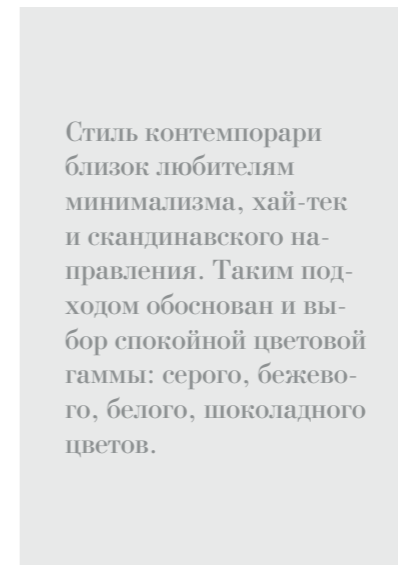 Стиль контемпорари
близок любителям
минимализма, хай-тек
и скандинавского на-
правления. Таким под-
ходом обоснован и вы-
бор спокойной цветовой
гаммы: серого, бежево-
го, белого, шоколадного
цветов.